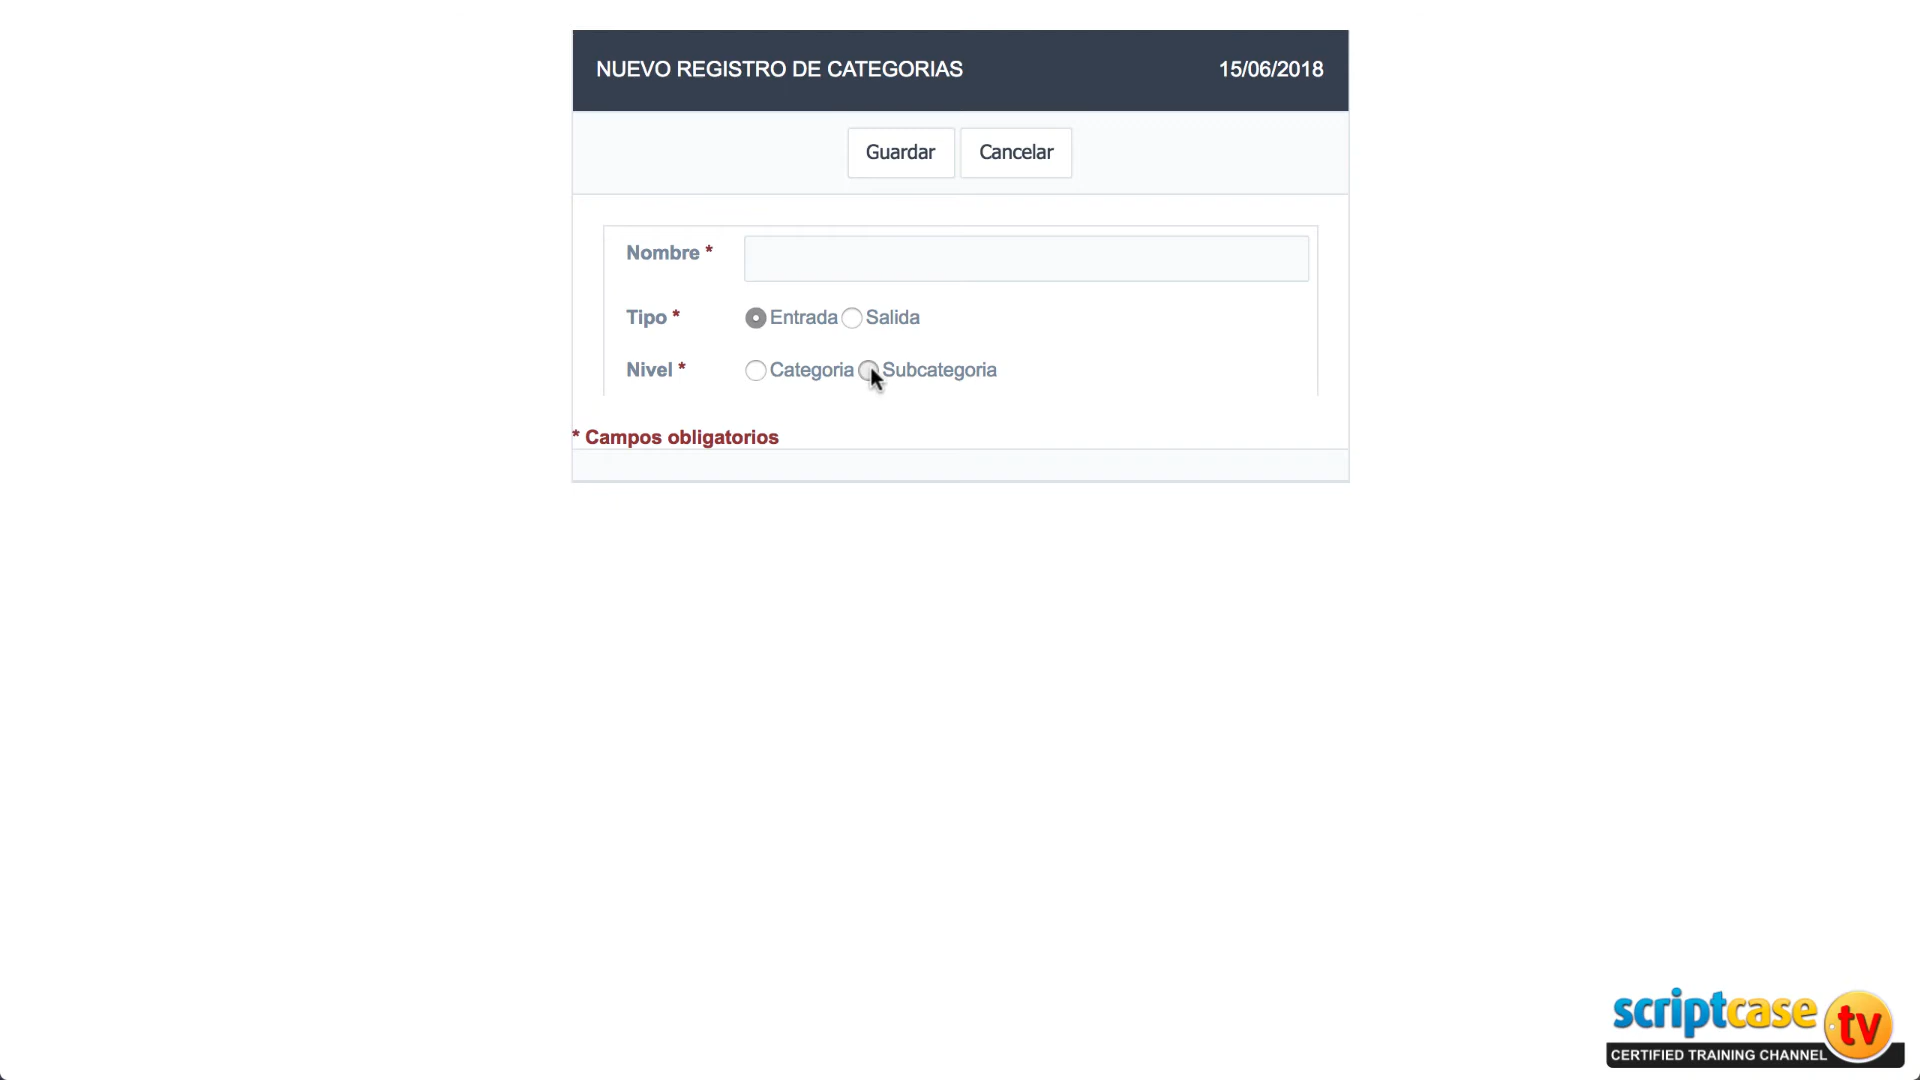 NUEVO REGISTRO DE CATEGORIAS 15/06/2018
Guardar Cancelar
Nombre *
Tipo * Entrada Salida
Nivel * Categoria Subcategoria
* Campos obligatorios
scriptcase tv
CERTIFIED TRAINING CHANNEL